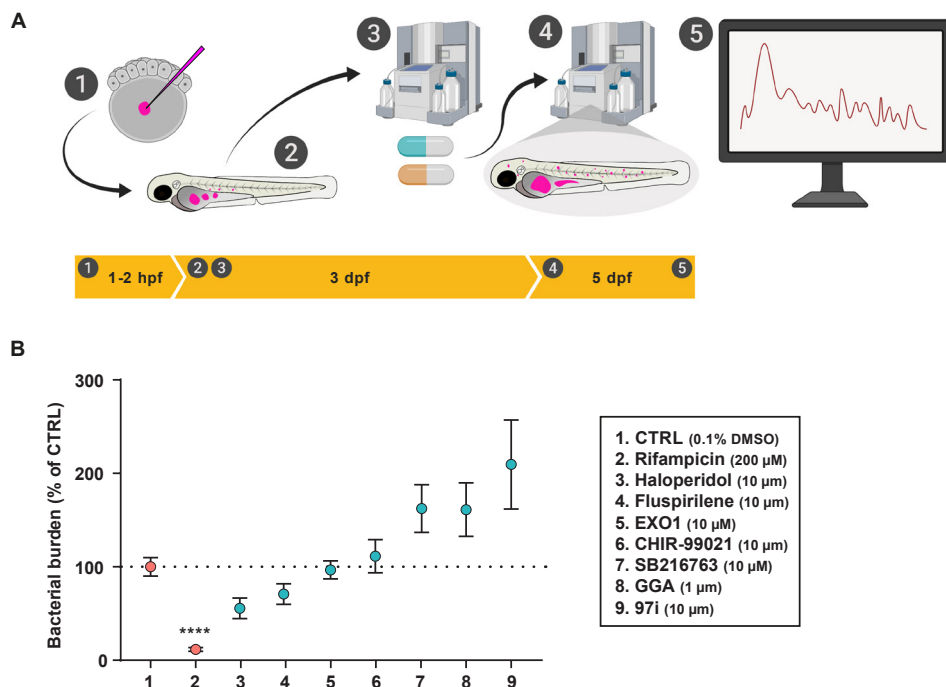 A
1
2
3
4
5
1
1-2 hpf
2
3
3 dpf
4
5 dpf
5
B
Bacterial burden (% of CTRL)
300
200
100
0
****
1
2
3
4
5
6
7
8
9
1. CTRL (0.1% DMSO)
2. Rifampicin (200 µM)
3. Haloperidol (10 µm)
4. Fluspirilene (10 µm)
5. EXO1 (10 µM)
6. CHIR-99021 (10 µm)
7. SB216763 (10 µM)
8. GGA (1 µm)
9. 97i (10 µm)